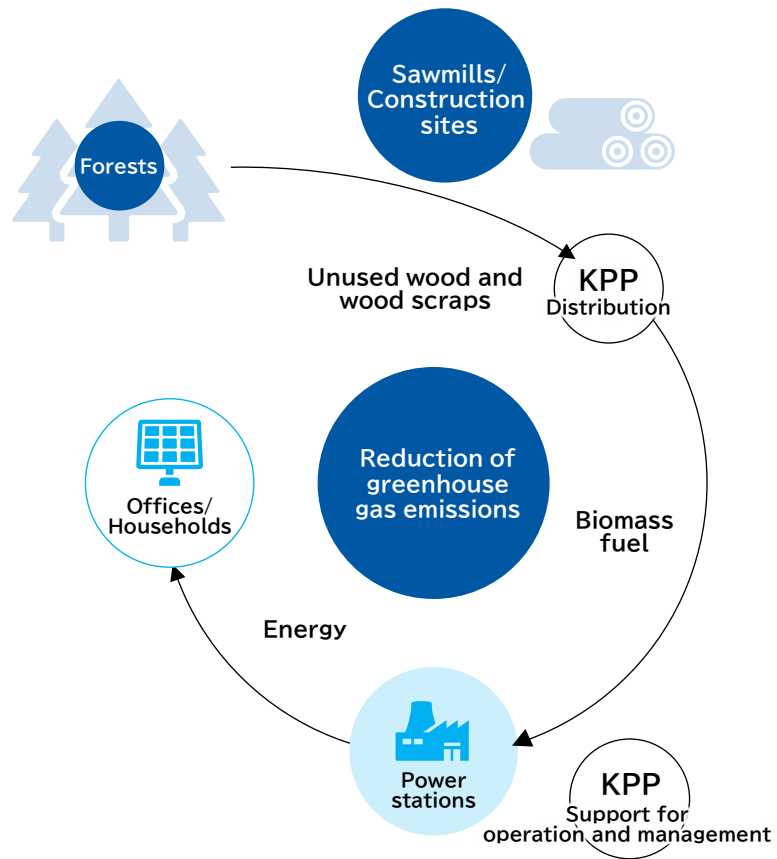 Sawmills/
Construction
sites
Forests
Unused wood and
wood scraps
KPP
Distribution
Reduction of
greenhouse
gas emissions
Offices/
Households
Biomass
fuel
Energy
Power
stations
KPP
Support for
operation and management